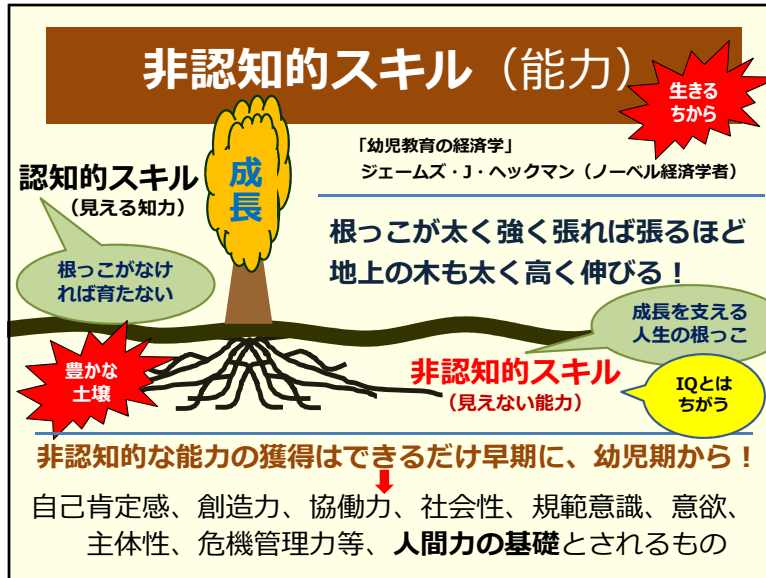 非認知的スキル（能力）
生きる
ちから
「幼児教育の経済学」
ジェームズ・J・ヘックマン（ノーベル経済学者）
認知的スキル
（見える知力）
成
長
根っこが太く強く張れば張るほど
地上の木も太く高く伸びる！
根っこがなけ
れば育たない
成長を支える
人生の根っこ
豊かな
土壌
非認知的スキル
（見えない能力）
IQとは
ちがう
非認知的な能力の獲得はできるだけ早期に、幼児期から！
自己肯定感、創造力、協働力、社会性、規範意識、意欲、
主体性、危機管理力等、人間力の基礎とされるもの